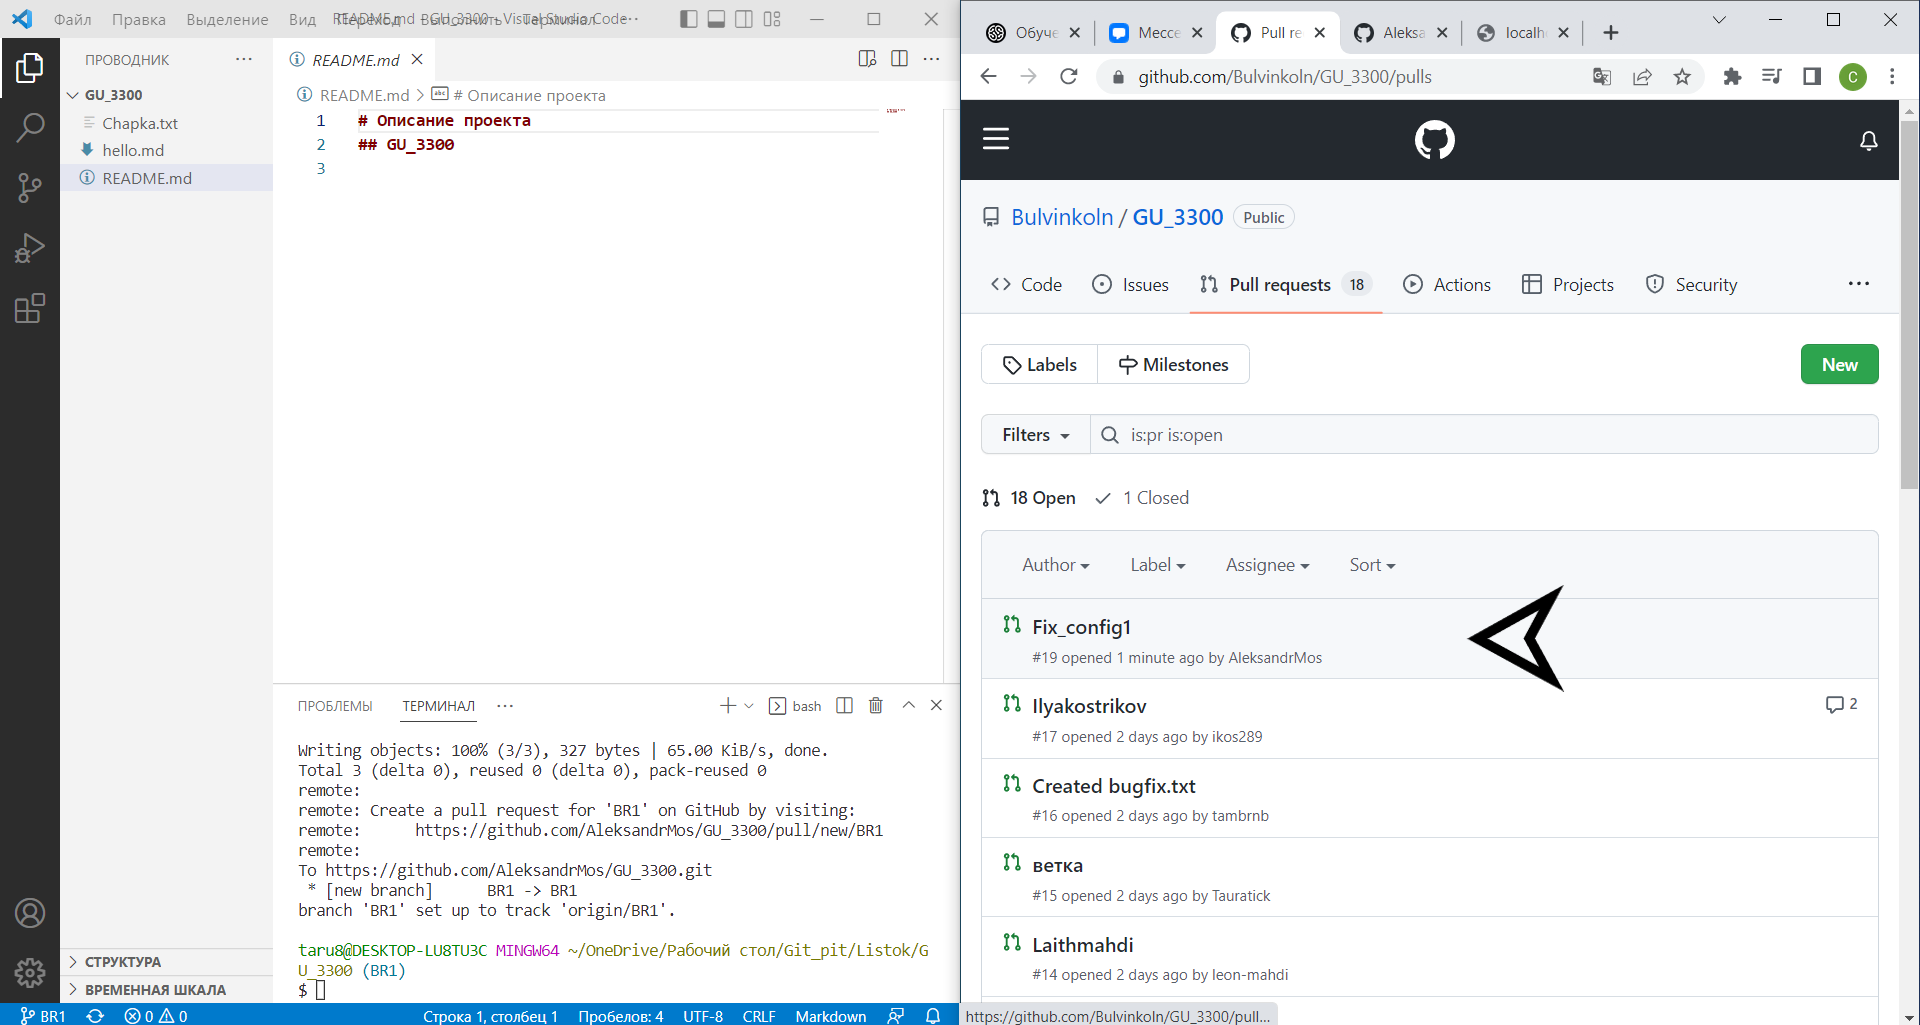 Файл Правка Выделение Вид
README.md - GU_3300 - Visual Studio Code
ПРОВОДНИК
GU_3300
Chapka.txt
hello.md
README.md
СТРУКТУРА
ВРЕМЕННАЯ ШКАЛА
README.md
README.md > # Описание проекта
1 # Описание проекта
2 ## GU_3300
3
ПРОБЛЕМЫ ТЕРМИНАЛ
bash
Writing objects: 100% (3/3), 327 bytes | 65.00 KiB/s, done.
Total 3 (delta 0), reused 0 (delta 0), pack-reused 0
remote:
remote: Create a pull request for 'BR1' on GitHub by visiting:
remote:      https://github.com/AleksandrMos/GU_3300/pull/new/BR1
remote:
To https://github.com/AleksandrMos/GU_3300.git
 * [new branch]      BR1 -> BR1
branch 'BR1' set up to track 'origin/BR1'.
taru8@DESKTOP-LU8TU3C MINGW64 ~/OneDrive/Рабочий стол/Git_pit/Listok/G
U_3300 (BR1)
$
BR1 0 0 Строка 1, столбец 1 Пробелов: 4 UTF-8 CRLF Markdown
Обуче Мессе Pull re Aleksa localh
github.com/Bulvinkoln/GU_3300/pulls
C
Bulvinkoln / GU_3300 Public
Code Issues Pull requests 18 Actions Projects Security
Labels Milestones New
Filters is:pr is:open
18 Open 1 Closed
Author Label Assignee Sort
Fix_config1
#19 opened 1 minute ago by AleksandrMos
Ilyakostrikov 2
#17 opened 2 days ago by ikos289
Created bugfix.txt
#16 opened 2 days ago by tambrnb
ветка
#15 opened 2 days ago by Tauratick
Laithmahdi
#14 opened 2 days ago by leon-mahdi
https://github.com/Bulvinkoln/GU_3300/pull...